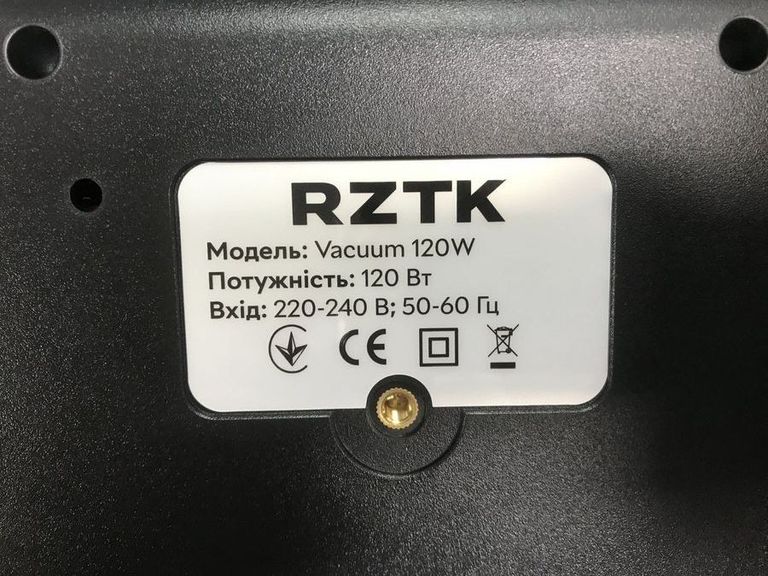 RZTK
Модель: Vacuum 120W
Потужність: 120 Вт
Вхід: 220-240 В; 50-60 Гц
CE